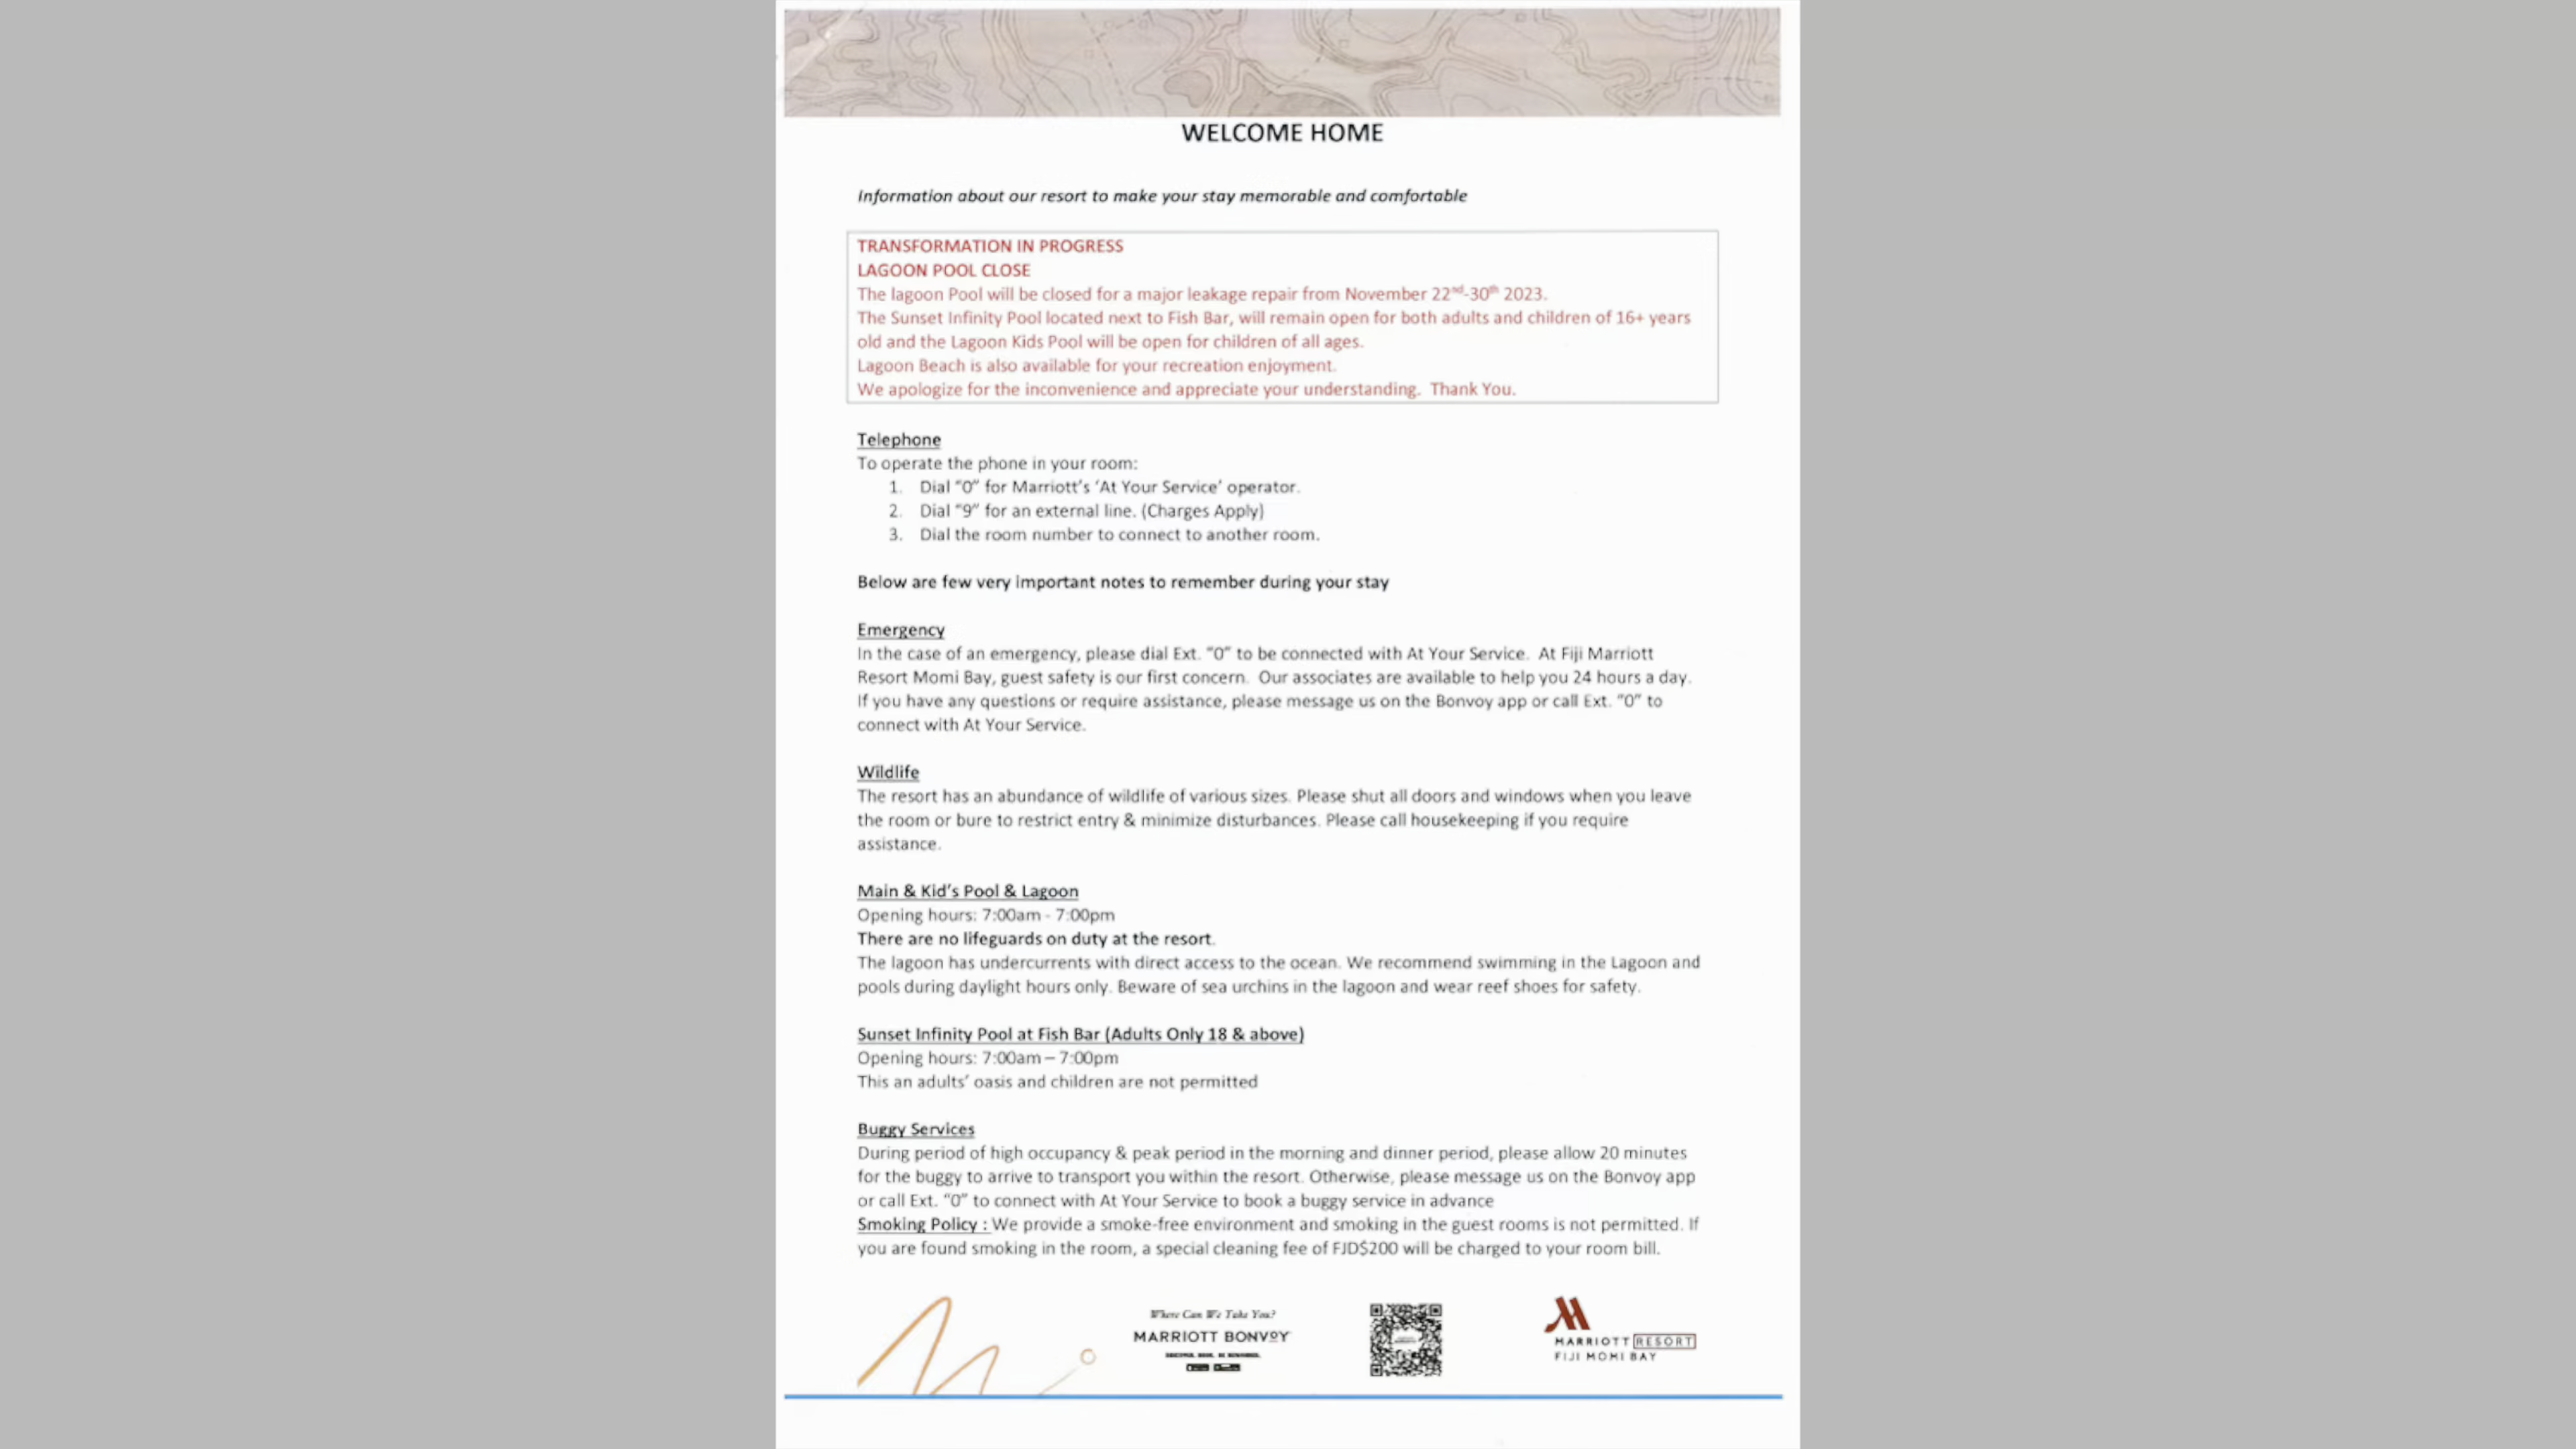 WELCOME HOME
Information about our resort to make your stay memorable and comfortable
TRANSFORMATION IN PROGRESS
LAGOON POOL CLOSE
The lagoon Pool will be closed for a major leakage repair from November 22nd-30th 2023.
The Sunset Infinity Pool located next to Fish Bar, will remain open for both adults and children of 16+ years
old and the Lagoon Kids Pool will be open for children of all ages.
Lagoon Beach is also available for your recreation enjoyment.
We apologize for the inconvenience and appreciate your understanding.  Thank You.
Telephone
To operate the phone in your room:
1. Dial "0" for Marriott's 'At Your Service' operator.
2. Dial "9" for an external line. (Charges Apply)
3. Dial the room number to connect to another room.
Below are few very important notes to remember during your stay
Emergency
In the case of an emergency, please dial Ext. "0" to be connected with At Your Service.  At Fiji Marriott
Resort Momi Bay, guest safety is our first concern.  Our associates are available to help you 24 hours a day.
If you have any questions or require assistance, please message us on the Bonvoy app or call Ext. "0" to
connect with At Your Service.
Wildlife
The resort has an abundance of wildlife of various sizes. Please shut all doors and windows when you leave
the room or bure to restrict entry & minimize disturbances. Please call housekeeping if you require
assistance.
Main & Kid's Pool & Lagoon
Opening hours: 7:00am - 7:00pm
There are no lifeguards on duty at the resort.
The lagoon has undercurrents with direct access to the ocean. We recommend swimming in the Lagoon and
pools during daylight hours only. Beware of sea urchins in the lagoon and wear reef shoes for safety.
Sunset Infinity Pool at Fish Bar (Adults Only 18 & above)
Opening hours: 7:00am – 7:00pm
This an adults' oasis and children are not permitted
Buggy Services
During period of high occupancy & peak period in the morning and dinner period, please allow 20 minutes
for the buggy to arrive to transport you within the resort. Otherwise, please message us on the Bonvoy app
or call Ext. "0" to connect with At Your Service to book a buggy service in advance
Smoking Policy : We provide a smoke-free environment and smoking in the guest rooms is not permitted. If
you are found smoking in the room, a special cleaning fee of FJD$200 will be charged to your room bill.
Where Can We Take You?
MARRIOTT BONVOY
MARRIOTT RESORT
FIJI MOMI BAY